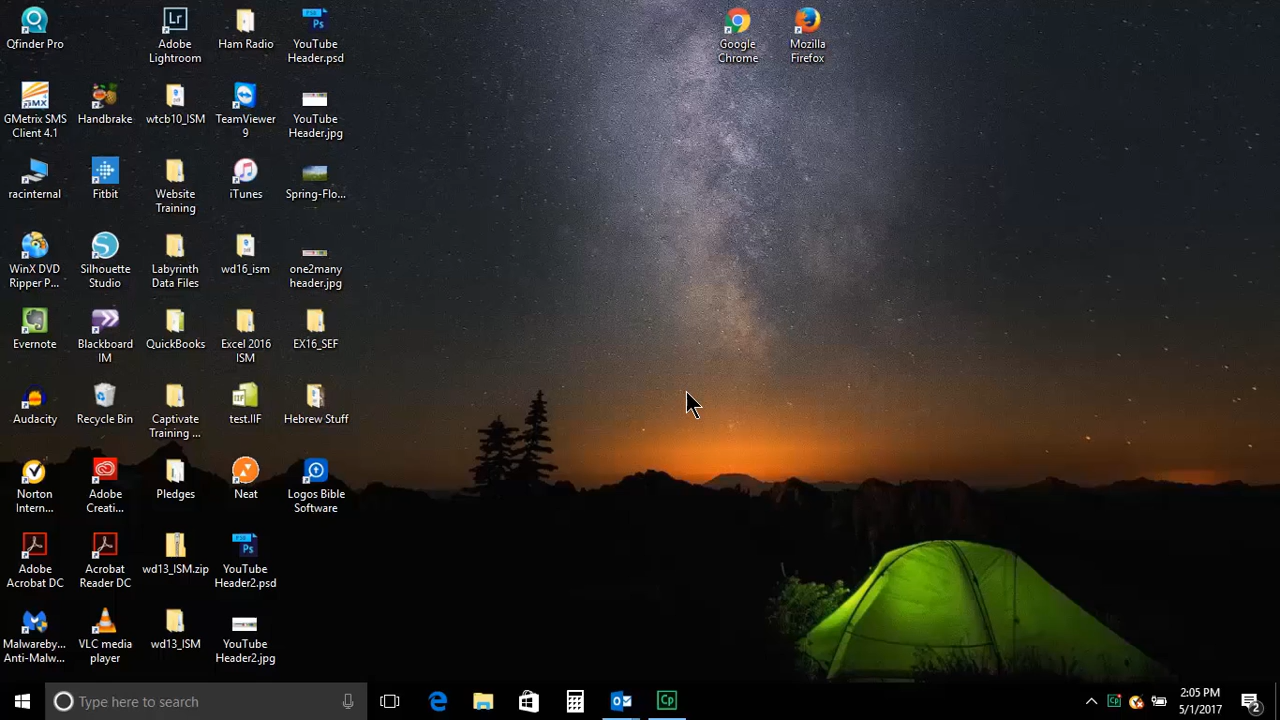 Qfinder Pro
Adobe
Lightroom
Ham Radio
YouTube
Header.psd
Google
Chrome
Mozilla
Firefox
GMetrix SMS
Client 4.1
Handbrake
wtcb10_ISM
TeamViewer
9
YouTube
Header.jpg
racinternal
Fitbit
Website
Training
iTunes
Spring-Flo...
WinX DVD
Ripper P...
Silhouette
Studio
Labyrinth
Data Files
wd16_ism
one2many
header.jpg
Evernote
Blackboard
IM
QuickBooks
Excel 2016
ISM
EX16_SEF
Audacity
Recycle Bin
Captivate
Training ...
test.IIF
Hebrew Stuff
Norton
Intern...
Adobe
Creati...
Pledges
Neat
Logos Bible
Software
Adobe
Acrobat DC
Acrobat
Reader DC
wd13_ISM.zip
YouTube
Header2.psd
Malwareby...
Anti-Malw...
VLC media
player
wd13_ISM
YouTube
Header2.jpg
Type here to search
Cp
2:05 PM
5/1/2017
2